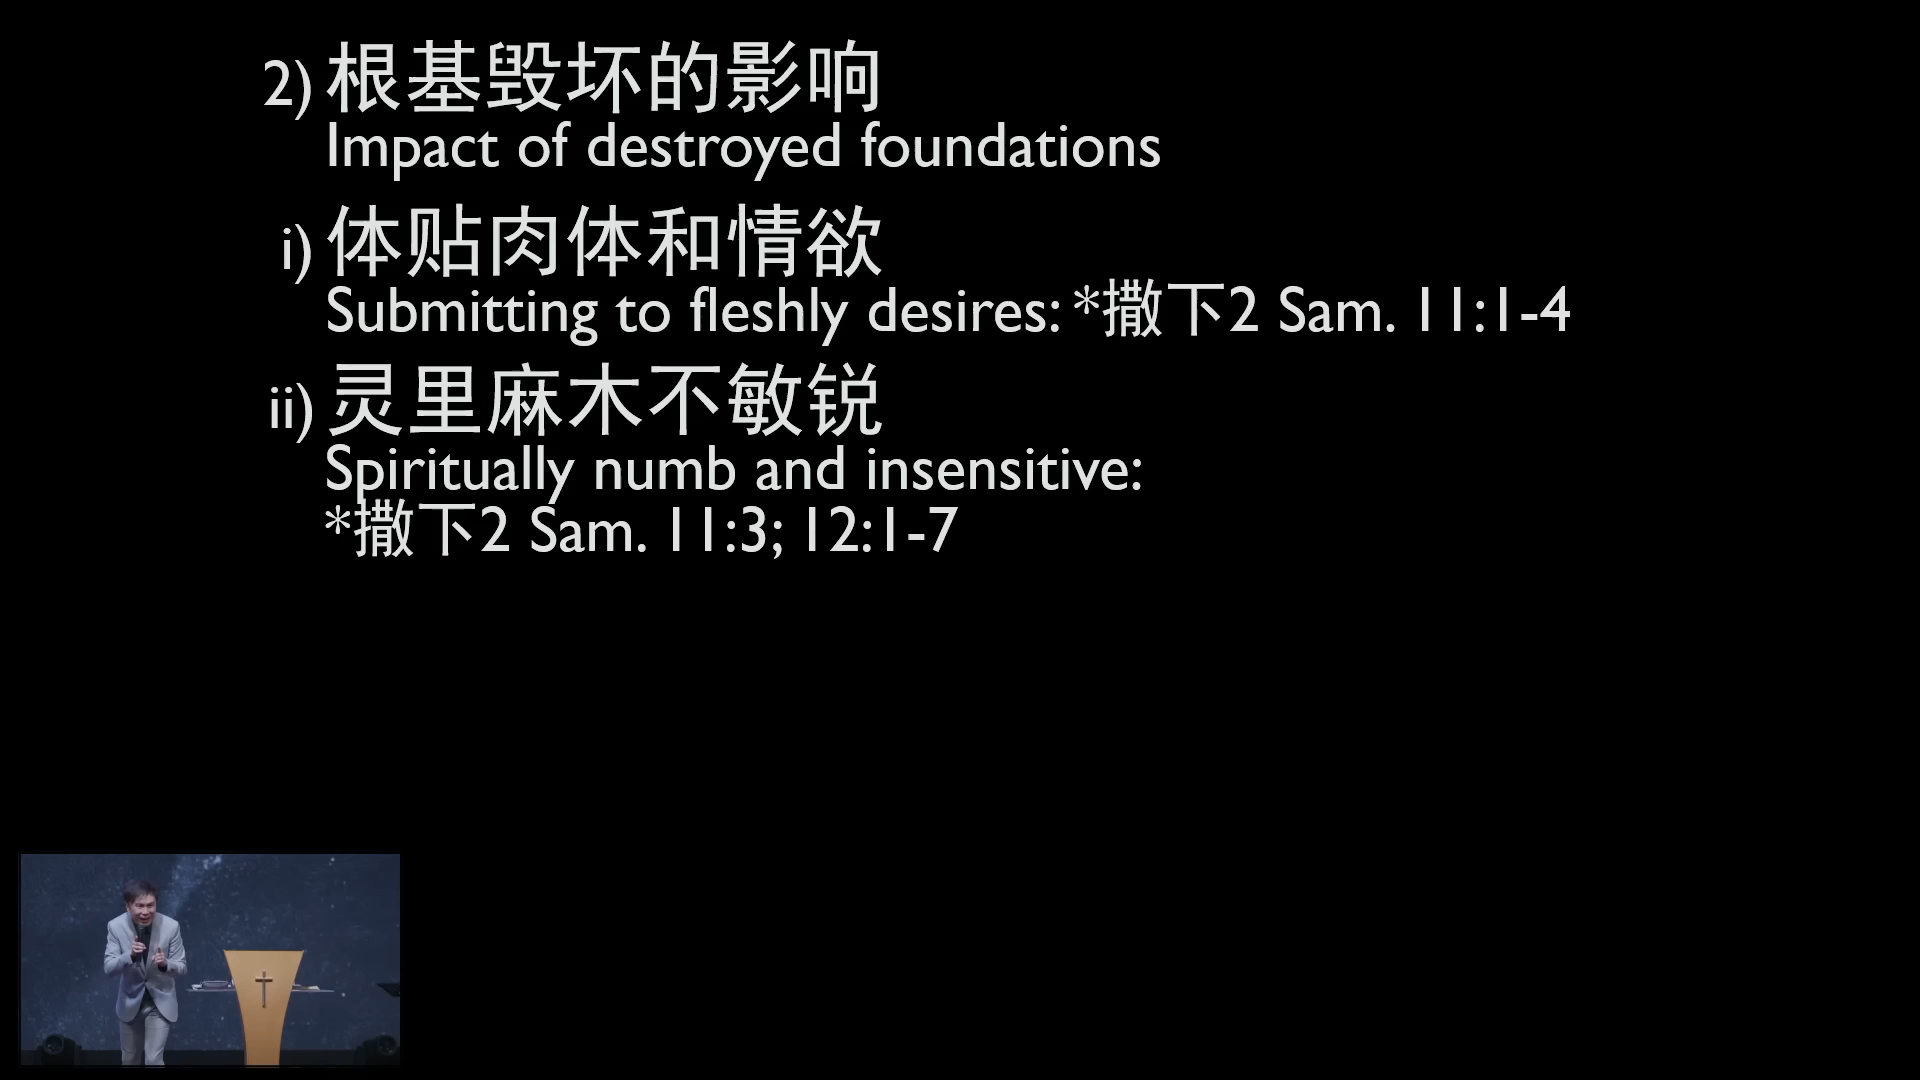 2) 根基毁坏的影响
Impact of destroyed foundations
i) 体贴肉体和情欲
Submitting to fleshly desires: *撒下2 Sam. 11:1-4
ii) 灵里麻木不敏锐
Spiritually numb and insensitive:
*撒下2 Sam. 11:3; 12:1-7